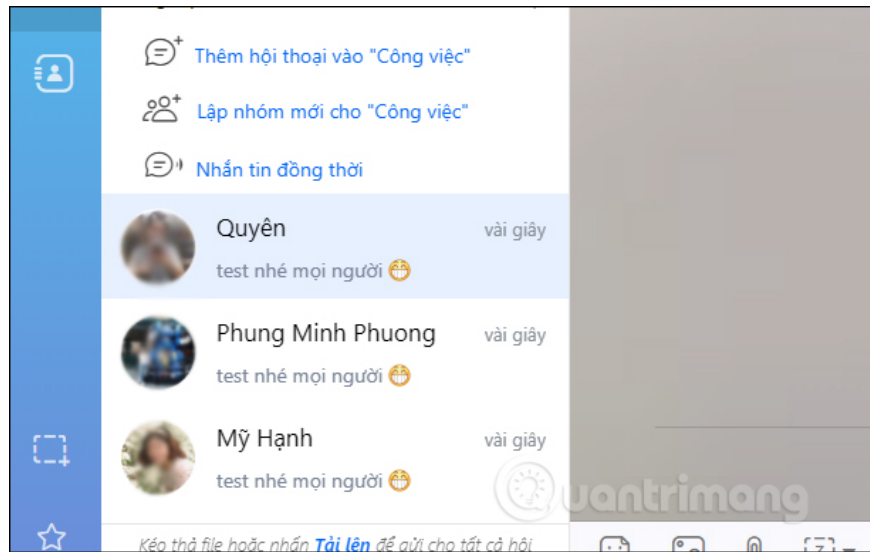 Thêm hội thoại vào "Công việc"
Lập nhóm mới cho "Công việc"
Nhắn tin đồng thời
Quyên vài giây
test nhé mọi người 😁
Phung Minh Phuong vài giây
test nhé mọi người 😁
Mỹ Hạnh vài giây
test nhé mọi người 😁
uantrimang
Kéo thả file hoặc nhấn Tải lên để gửi cho tất cả hội